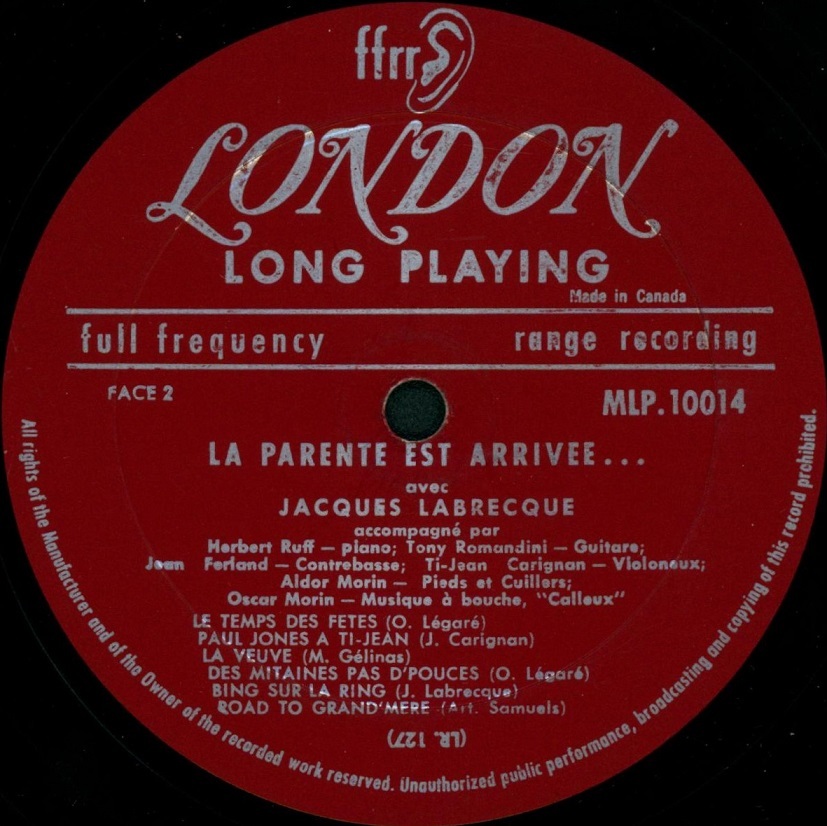 ffrr
LONDON
LONG PLAYING
Made in Canada
full frequency range recording
FACE 2
MLP.10014
LA PARENTE EST ARRIVEE...
avec
JACQUES LABRECQUE
accompagné par
Herbert Ruff — piano; Tony Romandini — Guitare;
Jean Ferland — Contrebasse; Ti-Jean Carignan — Violoneux;
Aldor Morin — Pieds et Cuillers;
Oscar Morin — Musique à bouche, "Calleux"
LE TEMPS DES FETES (O. Légaré)
PAUL JONES A TI-JEAN (J. Carignan)
LA VEUVE (M. Gélinas)
DES MITAINES PAS D'POUCES (O. Légaré)
BING SUR LA RING (J. Labrecque)
ROAD TO GRAND'MERE (Art. Samuels)
(LR. 127)
All rights of the Manufacturer and of the Owner of the recorded work reserved. Unauthorized public performance, broadcasting and copying of this record prohibited.